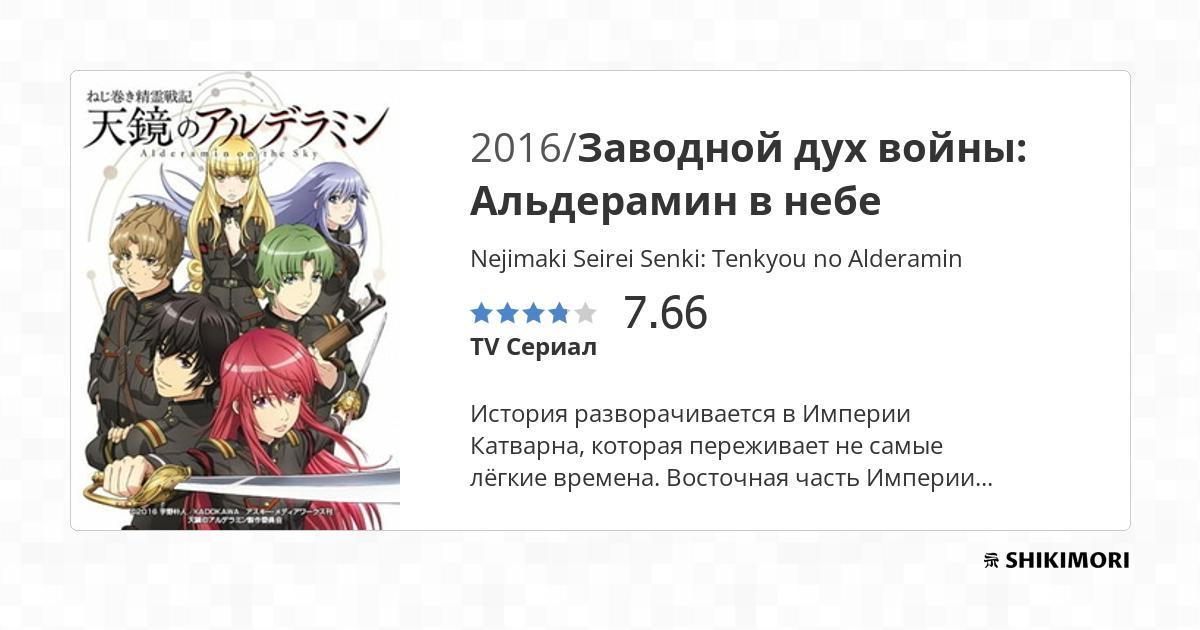 ねじ巻き精霊戦記
天鏡のアルデラミン
Alderamin on the Sky
©2016 宇野朴人／KADOKAWA アスキー・メディアワークス刊
天鏡のアルデラミン製作委員会
2016/Заводной дух войны:
Альдерамин в небе
Nejimaki Seirei Senki: Tenkyou no Alderamin
7.66
TV Сериал
История разворачивается в Империи
Катварна, которая переживает не самые
лёгкие времена. Восточная часть Империи...
SHIKIMORI